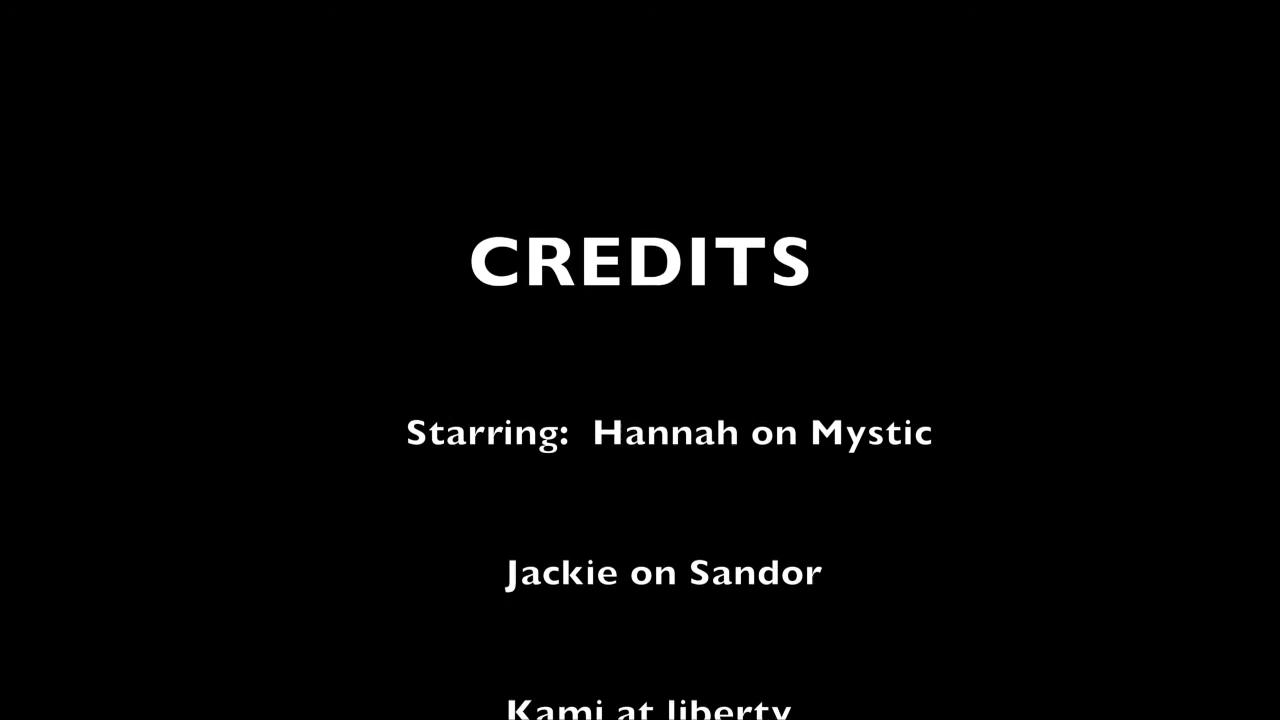 CREDITS
Starring:  Hannah on Mystic
Jackie on Sandor
Kami at liberty